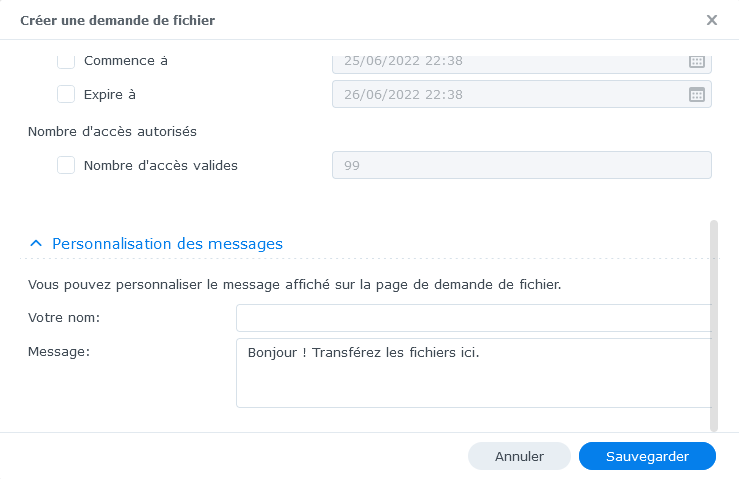 Créer une demande de fichier
Commence à 25/06/2022 22:38
Expire à 26/06/2022 22:38
Nombre d'accès autorisés
Nombre d'accès valides 99
Personnalisation des messages
Vous pouvez personnaliser le message affiché sur la page de demande de fichier.
Votre nom:
Message: Bonjour ! Transférez les fichiers ici.
Annuler Sauvegarder